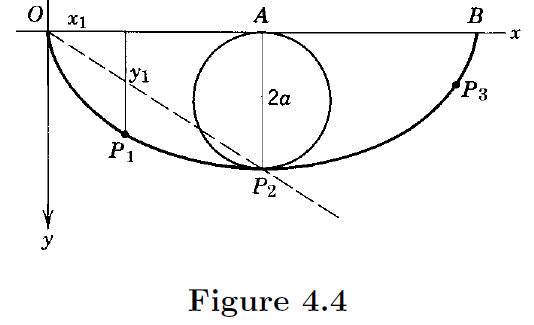 O x₁ A B x
y₁
2a
P₃
P₁
P₂
y
Figure 4.4